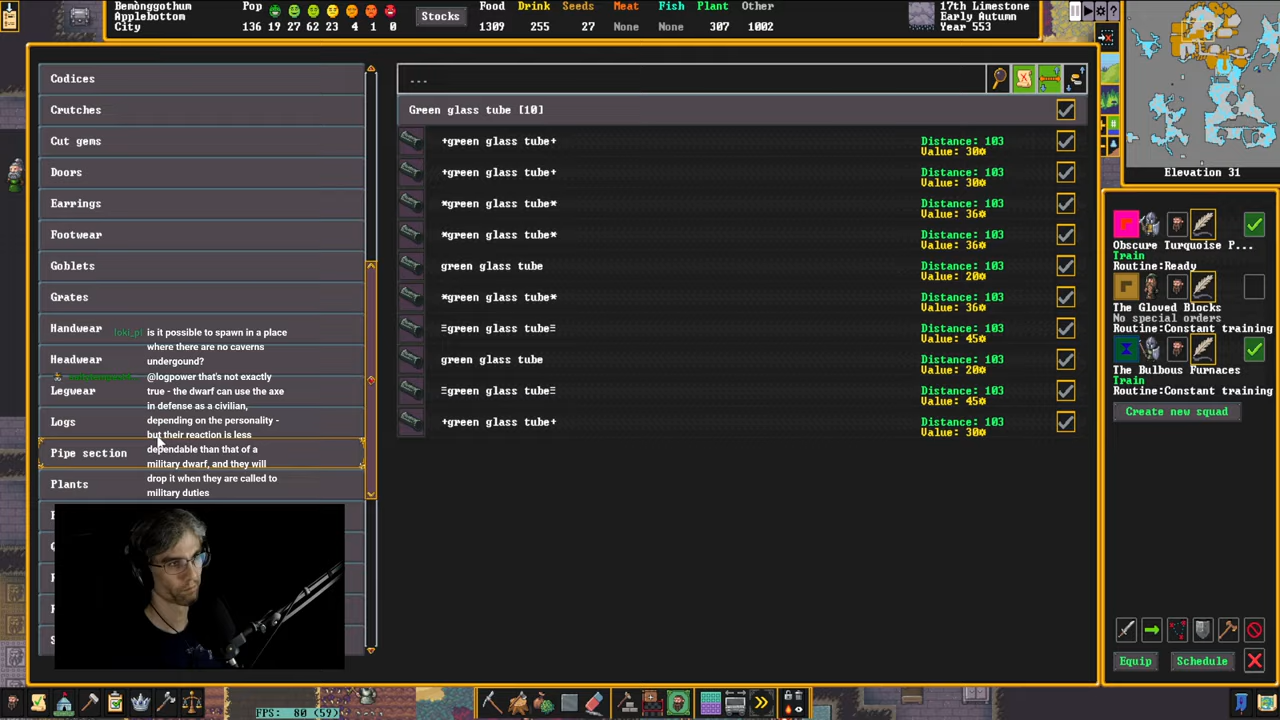 Bemonggothum
Applebottom
City
Pop
136 19 27 62 23 4 1 0
Stocks
Food Drink Seeds Meat Fish Plant Other
1309 255 27 None None 307 1002
17th Limestone
Early Autumn
Year 553
Elevation 31
Codices
Crutches
Cut gems
Doors
Earrings
Footwear
Goblets
Grates
Handwear
Headwear
Legwear
Logs
Pipe section
Plants
loki_pl is it possible to spawn in a place
where there are no caverns
undergound?
@logpower that's not exactly
true - the dwarf can use the axe
in defense as a civilian,
depending on the personality -
but their reaction is less
dependable than that of a
military dwarf, and they will
drop it when they are called to
military duties
...
Green glass tube [10]
+green glass tube+ Distance: 103
Value: 30☼
+green glass tube+ Distance: 103
Value: 30☼
*green glass tube* Distance: 103
Value: 36☼
*green glass tube* Distance: 103
Value: 36☼
green glass tube Distance: 103
Value: 20☼
*green glass tube* Distance: 103
Value: 36☼
≡green glass tube≡ Distance: 103
Value: 45☼
green glass tube Distance: 103
Value: 20☼
≡green glass tube≡ Distance: 103
Value: 45☼
+green glass tube+ Distance: 103
Value: 30☼
Obscure Turquoise P...
Train
Routine:Ready
The Gloved Blocks
No special orders
Routine:Constant training
The Bulbous Furnaces
Train
Routine:Constant training
Create new squad
Equip Schedule
FPS: 80 (59)